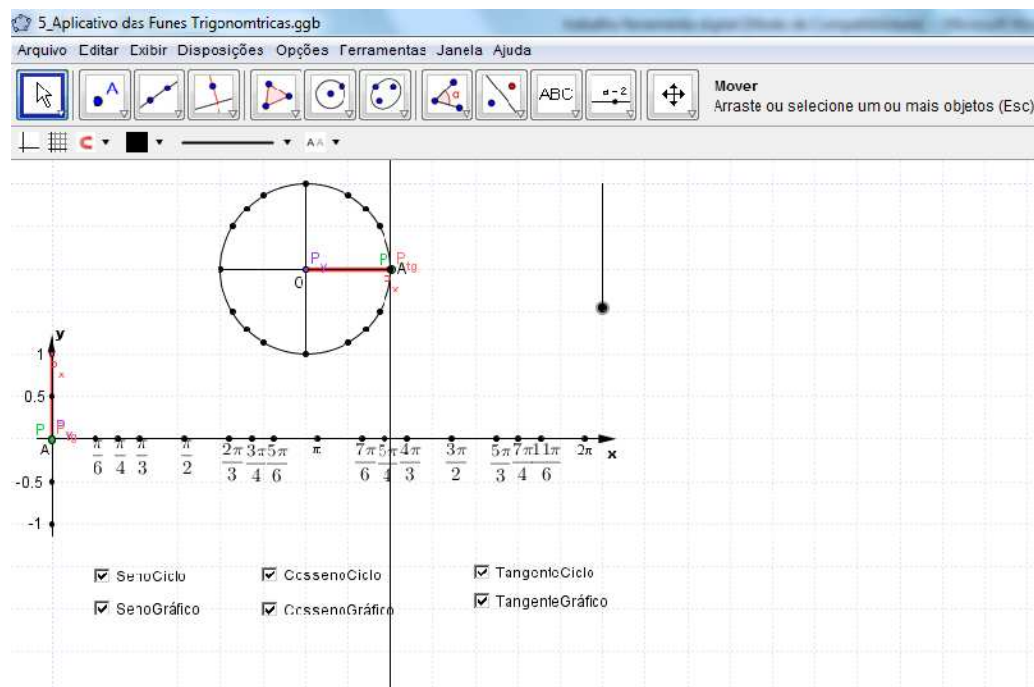 5_Aplicativo das Funes Trigonomtricas.ggb
Arquivo Editar Exibir Disposições Opções Ferramentas Janela Ajuda
A
α
ABC
a=2
Mover
Arraste ou selecione um ou mais objetos (Esc)
A A
P y
P P tg
A
O
x
y
1
P x
0.5
P
A
-0.5
-1
π/6 π/4 π/3 π/2 2π/3 3π/4 5π/6 π 7π/6 5π/4 4π/3 3π/2 5π/3 7π/4 11π/6 2π x
SenoCiclo CossenoCiclo TangenteCiclo
SenoGráfico CossenoGráfico TangenteGráfico